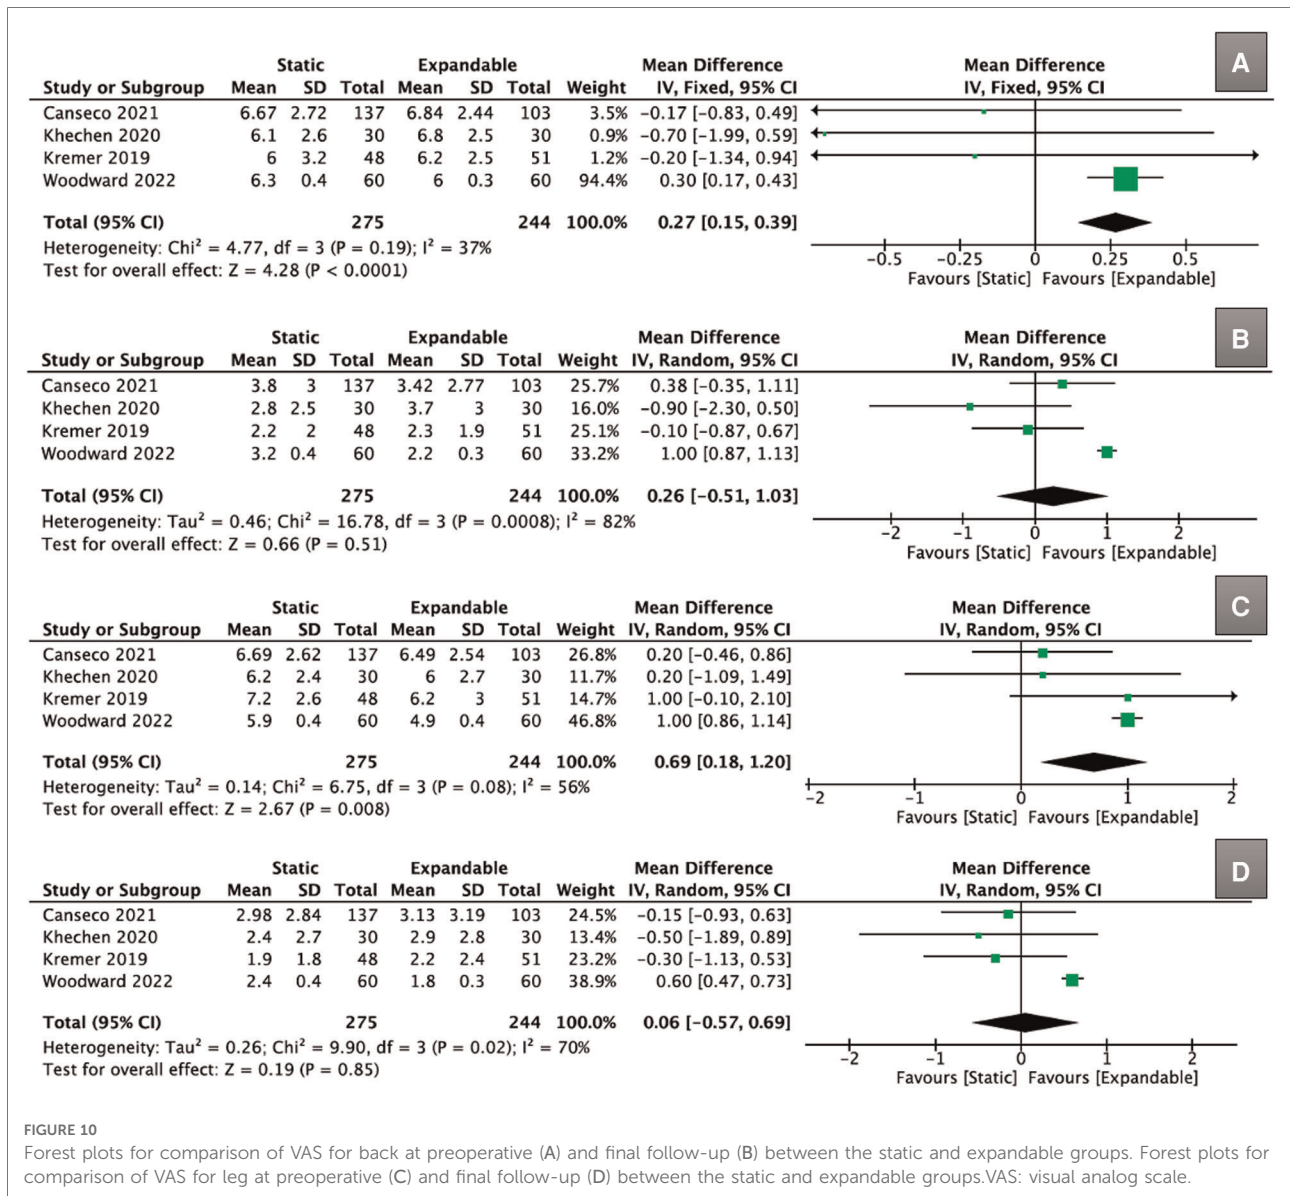 A
Static Expandable Mean Difference Mean Difference
Study or Subgroup Mean SD Total Mean SD Total Weight IV, Fixed, 95% CI IV, Fixed, 95% CI
Canseco 2021 6.67 2.72 137 6.84 2.44 103 3.5% −0.17 [−0.83, 0.49]
Khechen 2020 6.1 2.6 30 6.8 2.5 30 0.9% −0.70 [−1.99, 0.59]
Kremer 2019 6 3.2 48 6.2 2.5 51 1.2% −0.20 [−1.34, 0.94]
Woodward 2022 6.3 0.4 60 6 0.3 60 94.4% 0.30 [0.17, 0.43]
Total (95% CI) 275 244 100.0% 0.27 [0.15, 0.39]
Heterogeneity: Chi² = 4.77, df = 3 (P = 0.19); I² = 37%
Test for overall effect: Z = 4.28 (P < 0.0001)
−0.5 −0.25 0 0.25 0.5
Favours [Static] Favours [Expandable]
B
Static Expandable Mean Difference Mean Difference
Study or Subgroup Mean SD Total Mean SD Total Weight IV, Random, 95% CI IV, Random, 95% CI
Canseco 2021 3.8 3 137 3.42 2.77 103 25.7% 0.38 [−0.35, 1.11]
Khechen 2020 2.8 2.5 30 3.7 3 30 16.0% −0.90 [−2.30, 0.50]
Kremer 2019 2.2 2 48 2.3 1.9 51 25.1% −0.10 [−0.87, 0.67]
Woodward 2022 3.2 0.4 60 2.2 0.3 60 33.2% 1.00 [0.87, 1.13]
Total (95% CI) 275 244 100.0% 0.26 [−0.51, 1.03]
Heterogeneity: Tau² = 0.46; Chi² = 16.78, df = 3 (P = 0.0008); I² = 82%
Test for overall effect: Z = 0.66 (P = 0.51)
−2 −1 0 1 2
Favours [Static] Favours [Expandable]
C
Static Expandable Mean Difference Mean Difference
Study or Subgroup Mean SD Total Mean SD Total Weight IV, Random, 95% CI IV, Random, 95% CI
Canseco 2021 6.69 2.62 137 6.49 2.54 103 26.8% 0.20 [−0.46, 0.86]
Khechen 2020 6.2 2.4 30 6 2.7 30 11.7% 0.20 [−1.09, 1.49]
Kremer 2019 7.2 2.6 48 6.2 3 51 14.7% 1.00 [−0.10, 2.10]
Woodward 2022 5.9 0.4 60 4.9 0.4 60 46.8% 1.00 [0.86, 1.14]
Total (95% CI) 275 244 100.0% 0.69 [0.18, 1.20]
Heterogeneity: Tau² = 0.14; Chi² = 6.75, df = 3 (P = 0.08); I² = 56%
Test for overall effect: Z = 2.67 (P = 0.008)
−2 −1 0 1 2
Favours [Static] Favours [Expandable]
D
Static Expandable Mean Difference Mean Difference
Study or Subgroup Mean SD Total Mean SD Total Weight IV, Random, 95% CI IV, Random, 95% CI
Canseco 2021 2.98 2.84 137 3.13 3.19 103 24.5% −0.15 [−0.93, 0.63]
Khechen 2020 2.4 2.7 30 2.9 2.8 30 13.4% −0.50 [−1.89, 0.89]
Kremer 2019 1.9 1.8 48 2.2 2.4 51 23.2% −0.30 [−1.13, 0.53]
Woodward 2022 2.4 0.4 60 1.8 0.3 60 38.9% 0.60 [0.47, 0.73]
Total (95% CI) 275 244 100.0% 0.06 [−0.57, 0.69]
Heterogeneity: Tau² = 0.26; Chi² = 9.90, df = 3 (P = 0.02); I² = 70%
Test for overall effect: Z = 0.19 (P = 0.85)
−2 −1 0 1 2
Favours [Static] Favours [Expandable]
FIGURE 10
Forest plots for comparison of VAS for back at preoperative (A) and final follow-up (B) between the static and expandable groups. Forest plots for
comparison of VAS for leg at preoperative (C) and final follow-up (D) between the static and expandable groups.VAS: visual analog scale.